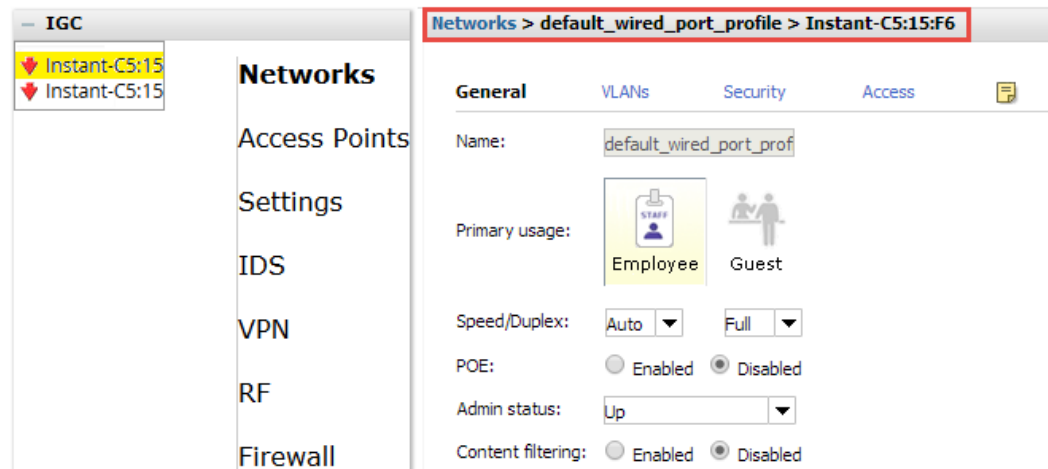 − IGC
Instant-C5:15
Instant-C5:15
Networks
Access Points
Settings
IDS
VPN
RF
Firewall
Networks > default_wired_port_profile > Instant-C5:15:F6
General VLANs Security Access
Name: default_wired_port_prof
Primary usage:
STAFF
Employee Guest
Speed/Duplex: Auto Full
POE: Enabled Disabled
Admin status: Up
Content filtering: Enabled Disabled